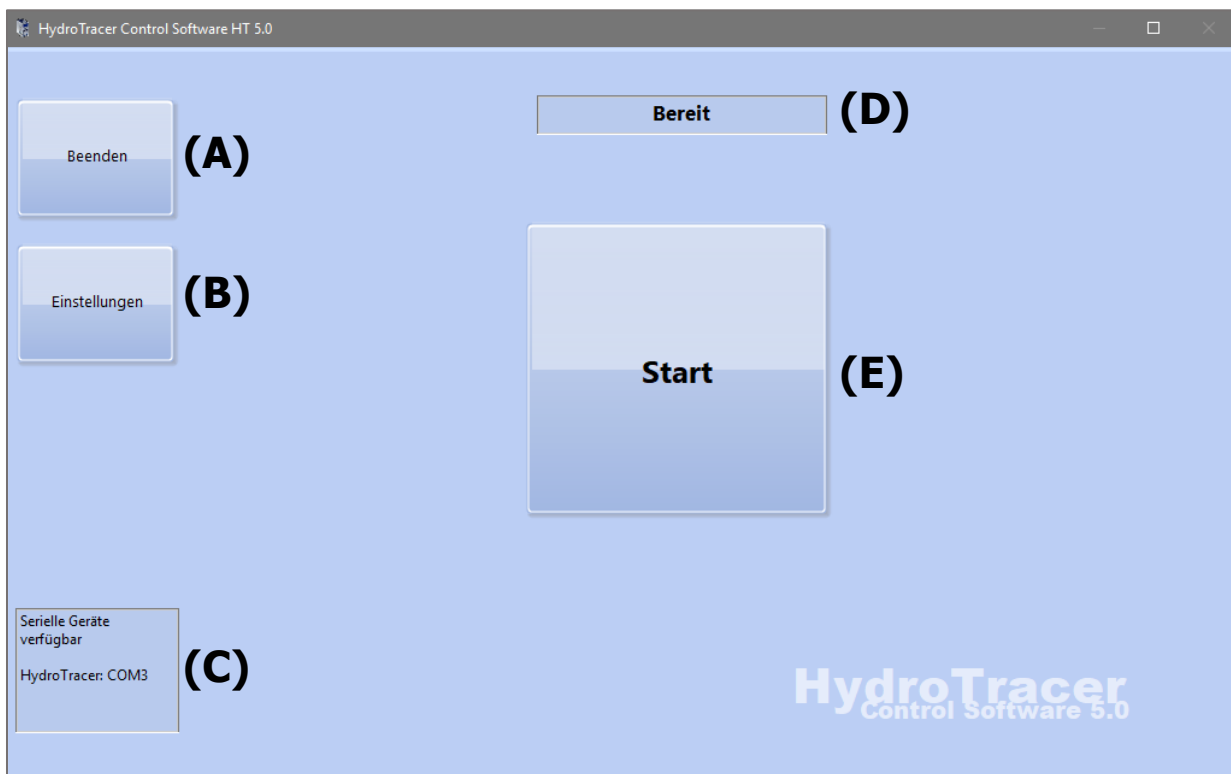 HydroTracer Control Software HT 5.0
Beenden
(A)
Einstellungen
(B)
Serielle Geräte
verfügbar
HydroTracer: COM3
(C)
Bereit
(D)
Start
(E)
HydroTracer
Control Software 5.0